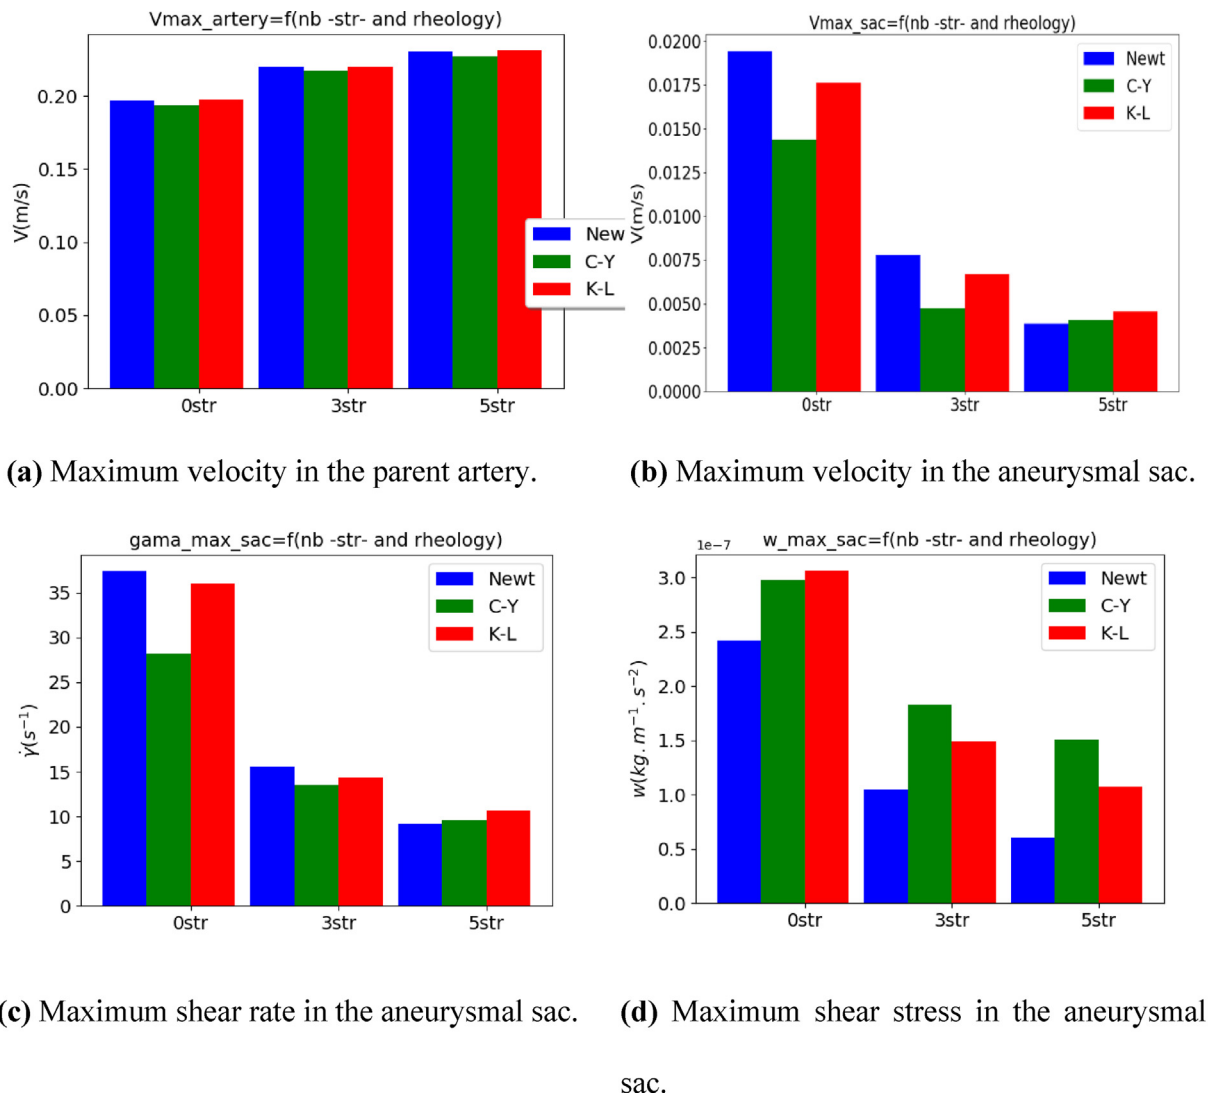 Vmax_artery=f(nb -str- and rheology)
V(m/s)
0.20
0.15
0.10
0.05
0.00
0str 3str 5str
New
C-Y
K-L
Vmax_sac=f(nb -str- and rheology)
V(m/s)
0.0200
0.0175
0.0150
0.0125
0.0100
0.0075
0.0050
0.0025
0.0000
0str 3str 5str
Newt
C-Y
K-L
(a) Maximum velocity in the parent artery.
(b) Maximum velocity in the aneurysmal sac.
gama_max_sac=f(nb -str- and rheology)
γ̇(s⁻¹)
35
30
25
20
15
10
5
0
0str 3str 5str
Newt
C-Y
K-L
w_max_sac=f(nb -str- and rheology)
1e-7
w(kg.m⁻¹.s⁻²)
3.0
2.5
2.0
1.5
1.0
0.5
0.0
0str 3str 5str
Newt
C-Y
K-L
(c) Maximum shear rate in the aneurysmal sac.
(d) Maximum shear stress in the aneurysmal
sac.